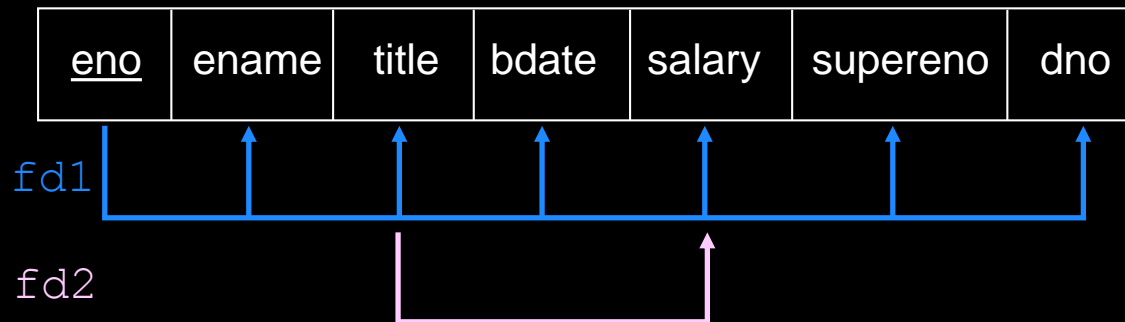 eno ename title bdate salary supereno dno
fd1
fd2